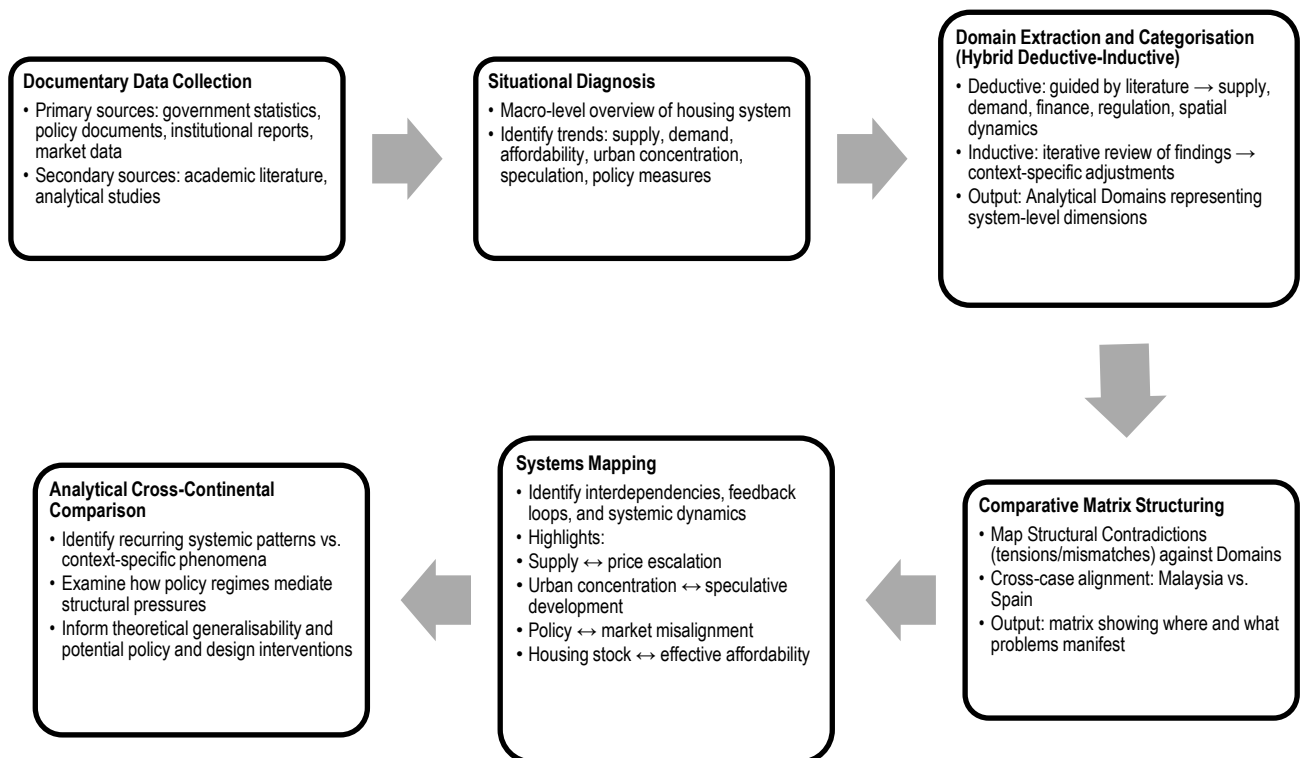 Documentary Data Collection
• Primary sources: government statistics,
policy documents, institutional reports,
market data
• Secondary sources: academic literature,
analytical studies
Situational Diagnosis
• Macro-level overview of housing system
• Identify trends: supply, demand,
affordability, urban concentration,
speculation, policy measures
Domain Extraction and Categorisation
(Hybrid Deductive-Inductive)
• Deductive: guided by literature → supply,
demand, finance, regulation, spatial
dynamics
• Inductive: iterative review of findings →
context-specific adjustments
• Output: Analytical Domains representing
system-level dimensions
Comparative Matrix Structuring
• Map Structural Contradictions
(tensions/mismatches) against Domains
• Cross-case alignment: Malaysia vs.
Spain
• Output: matrix showing where and what
problems manifest
Systems Mapping
• Identify interdependencies, feedback
loops, and systemic dynamics
• Highlights:
• Supply ↔ price escalation
• Urban concentration ↔ speculative
development
• Policy ↔ market misalignment
• Housing stock ↔ effective affordability
Analytical Cross-Continental
Comparison
• Identify recurring systemic patterns vs.
context-specific phenomena
• Examine how policy regimes mediate
structural pressures
• Inform theoretical generalisability and
potential policy and design interventions